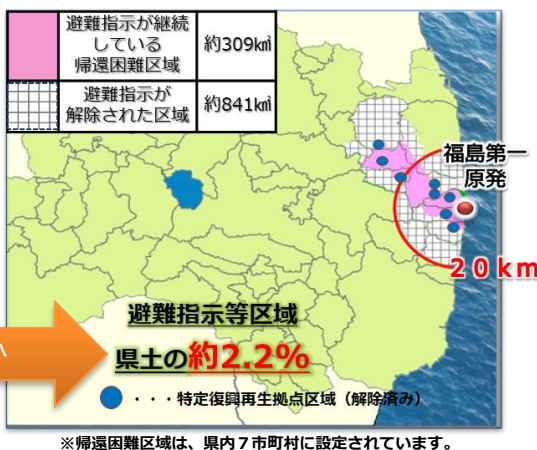 避難指示が継続
している
帰還困難区域
約309㎢
避難指示が
解除された区域
約841㎢
福島第一
原発
20km
避難指示等区域
県土の約2.2%
・・・特定復興再生拠点区域（解除済み）
※帰還困難区域は、県内７市町村に設定されています。